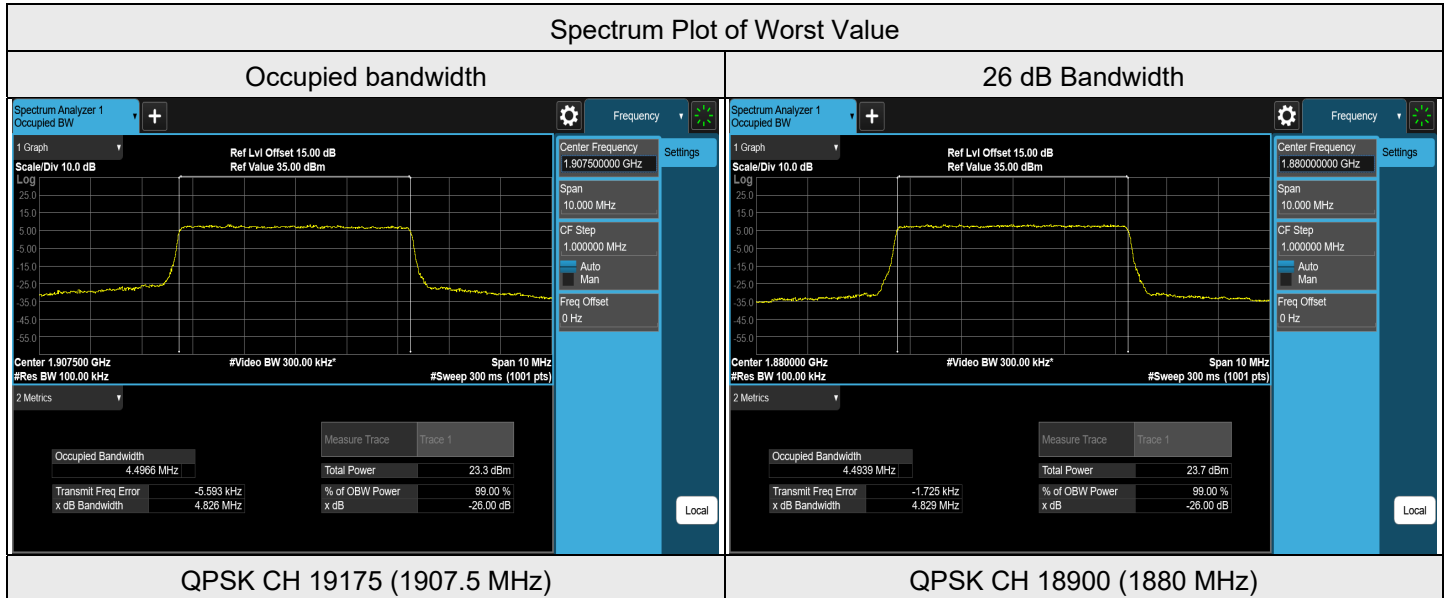 Spectrum Plot of Worst Value
Occupied bandwidth
26 dB Bandwidth
Spectrum Analyzer 1
Occupied BW
+
Frequency
1 Graph
Scale/Div 10.0 dB
Ref Lvl Offset 15.00 dB
Ref Value 35.00 dBm
Log
25.0
15.0
5.00
-5.00
-15.0
-25.0
-35.0
-45.0
-55.0
Center 1.907500 GHz
#Res BW 100.00 kHz
#Video BW 300.00 kHz*
Span 10 MHz
#Sweep 300 ms (1001 pts)
Center Frequency
1.907500000 GHz
Settings
Span
10.000 MHz
CF Step
1.000000 MHz
Auto
Man
Freq Offset
0 Hz
Local
2 Metrics
Measure Trace Trace 1
Occupied Bandwidth
4.4966 MHz
Total Power 23.3 dBm
Transmit Freq Error -5.593 kHz
% of OBW Power 99.00 %
x dB Bandwidth 4.826 MHz
x dB -26.00 dB
Spectrum Analyzer 1
Occupied BW
+
Frequency
1 Graph
Scale/Div 10.0 dB
Ref Lvl Offset 15.00 dB
Ref Value 35.00 dBm
Log
25.0
15.0
5.00
-5.00
-15.0
-25.0
-35.0
-45.0
-55.0
Center 1.880000 GHz
#Res BW 100.00 kHz
#Video BW 300.00 kHz*
Span 10 MHz
#Sweep 300 ms (1001 pts)
Center Frequency
1.880000000 GHz
Settings
Span
10.000 MHz
CF Step
1.000000 MHz
Auto
Man
Freq Offset
0 Hz
Local
2 Metrics
Measure Trace Trace 1
Occupied Bandwidth
4.4939 MHz
Total Power 23.7 dBm
Transmit Freq Error -1.725 kHz
% of OBW Power 99.00 %
x dB Bandwidth 4.829 MHz
x dB -26.00 dB
QPSK CH 19175 (1907.5 MHz)
QPSK CH 18900 (1880 MHz)